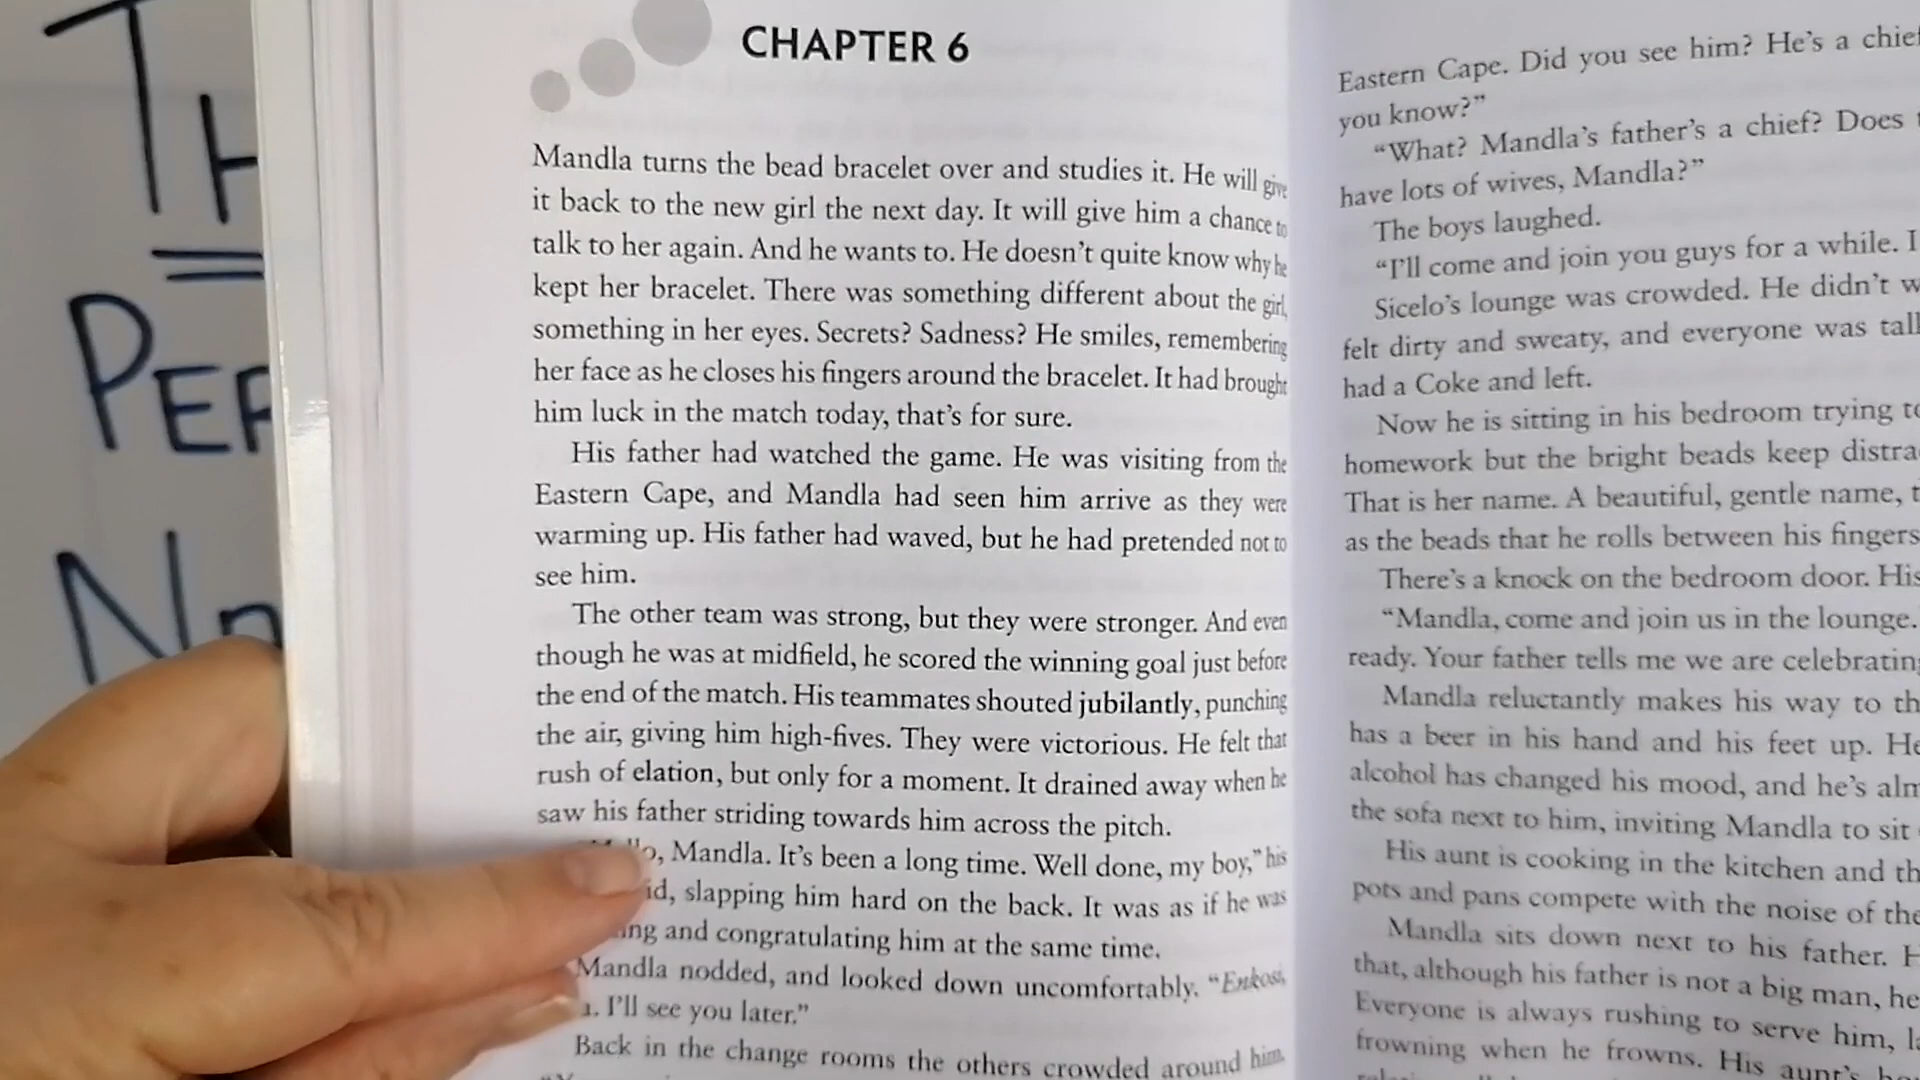 TH
PER
No
CHAPTER 6
Mandla turns the bead bracelet over and studies it. He will give
it back to the new girl the next day. It will give him a chance to
talk to her again. And he wants to. He doesn't quite know why he
kept her bracelet. There was something different about the girl,
something in her eyes. Secrets? Sadness? He smiles, remembering
her face as he closes his fingers around the bracelet. It had brought
him luck in the match today, that's for sure.
His father had watched the game. He was visiting from the
Eastern Cape, and Mandla had seen him arrive as they were
warming up. His father had waved, but he had pretended not to
see him.
The other team was strong, but they were stronger. And even
though he was at midfield, he scored the winning goal just before
the end of the match. His teammates shouted jubilantly, punching
the air, giving him high-fives. They were victorious. He felt that
rush of elation, but only for a moment. It drained away when he
saw his father striding towards him across the pitch.
Mandla. It's been a long time. Well done, my boy," his
slapping him hard on the back. It was as if he was
and congratulating him at the same time.
Mandla nodded, and looked down uncomfortably. "Enkosi,
I'll see you later."
Back in the change rooms the others crowded around him.
Eastern Cape. Did you see him? He's a chief
you know?"
"What? Mandla's father's a chief? Does
have lots of wives, Mandla?"
The boys laughed.
"I'll come and join you guys for a while. I
Sicelo's lounge was crowded. He didn't w
felt dirty and sweaty, and everyone was tall
had a Coke and left.
Now he is sitting in his bedroom trying to
homework but the bright beads keep distra
That is her name. A beautiful, gentle name, t
as the beads that he rolls between his fingers
There's a knock on the bedroom door. His
"Mandla, come and join us in the lounge.
ready. Your father tells me we are celebrating
Mandla reluctantly makes his way to th
has a beer in his hand and his feet up. He
alcohol has changed his mood, and he's alm
the sofa next to him, inviting Mandla to sit
His aunt is cooking in the kitchen and th
pots and pans compete with the noise of the
Mandla sits down next to his father. H
that, although his father is not a big man, he
Everyone is always rushing to serve him, la
frowning when he frowns. His aunt's